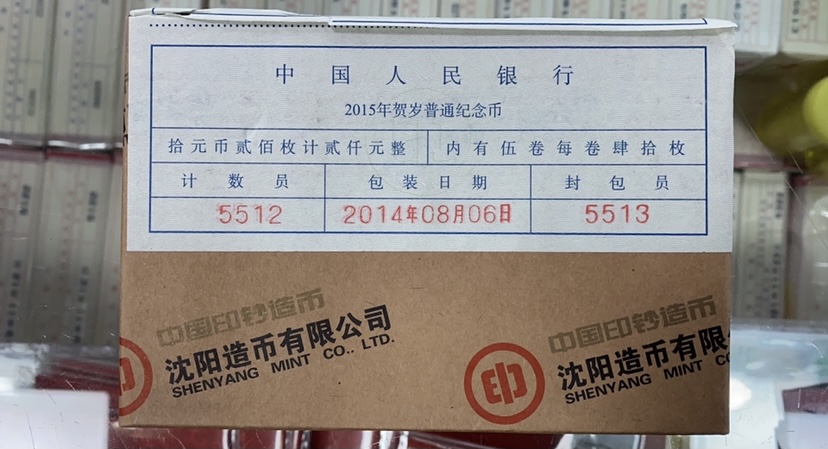 中国人民银行
2015年贺岁普通纪念币
拾元币贰佰枚计贰仟元整 内有伍卷每卷肆拾枚
计数员 包装日期 封包员
5512 2014年08月06日 5513
中国印钞造币
沈阳造币有限公司
SHENYANG MINT CO., LTD.
中国印钞造币
沈阳造币有限
SHENYANG MINT CO